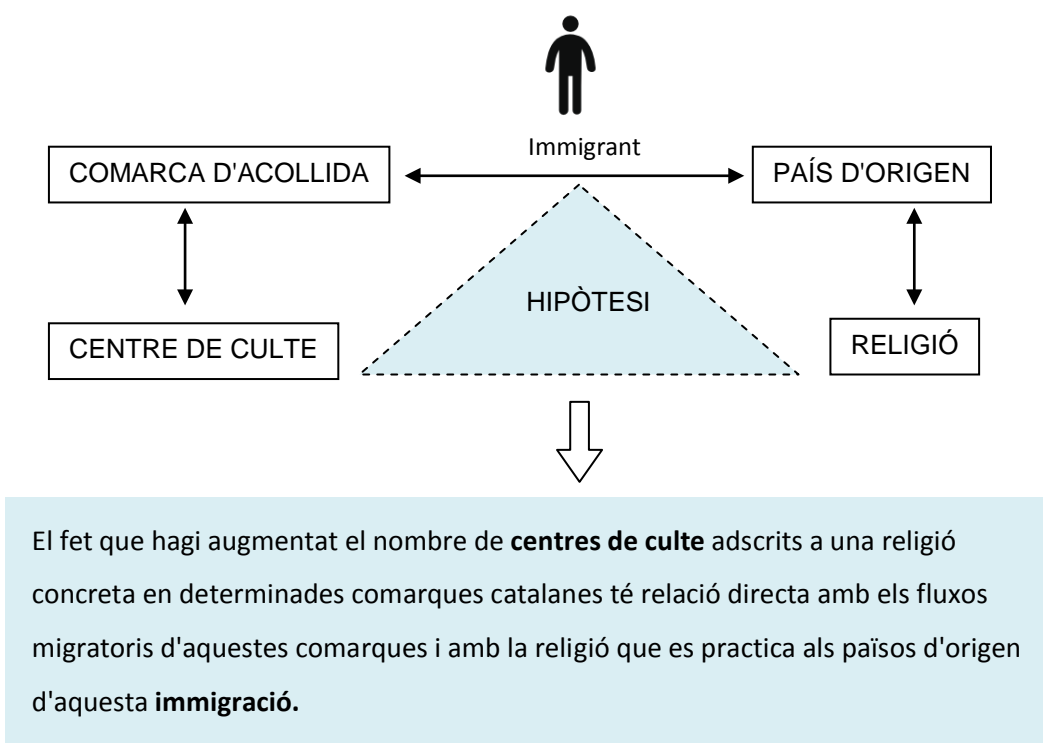 Immigrant
COMARCA D'ACOLLIDA
PAÍS D'ORIGEN
HIPÒTESI
CENTRE DE CULTE
RELIGIÓ
El fet que hagi augmentat el nombre de centres de culte adscrits a una religió
concreta en determinades comarques catalanes té relació directa amb els fluxos
migratoris d'aquestes comarques i amb la religió que es practica als països d'origen
d'aquesta immigració.